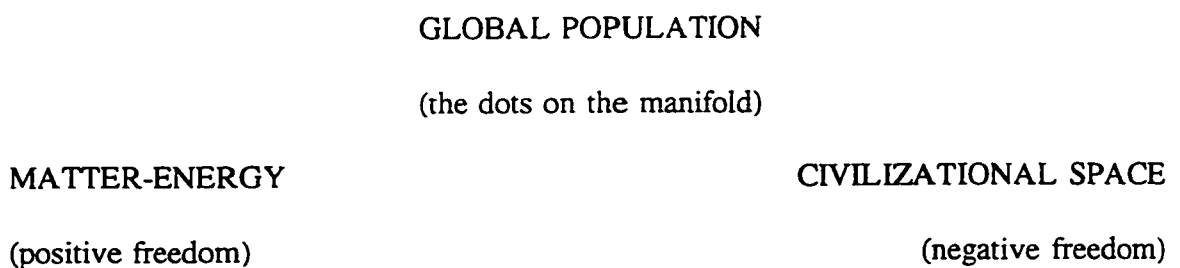 GLOBAL POPULATION
(the dots on the manifold)
MATTER-ENERGY CIVILIZATIONAL SPACE
(positive freedom) (negative freedom)